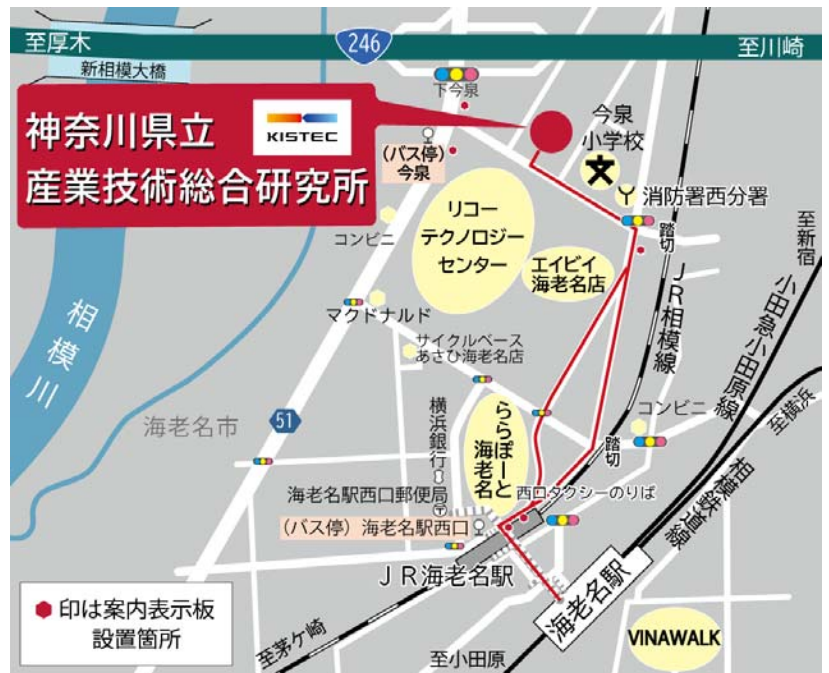 至厚木
246
至川崎
新相模大橋
下今泉
神奈川県立
KISTEC
産業技術総合研究所
(バス停)
今泉
今泉
小学校
消防署西分署
コンビニ
リコー
テクノロジー
センター
エイビイ
海老名店
踏切
JR相模線
至新宿
小田急小田原線
相模川
マクドナルド
サイクルベース
あさひ海老名店
海老名市
51
横浜銀行
ららぽーと
海老名
コンビニ
至横浜
踏切
相模鉄道線
海老名駅西口郵便局
西口タクシーのりば
(バス停) 海老名駅西口
JR海老名駅
海老名駅
印は案内表示板
設置箇所
至茅ケ崎
至小田原
VINAWALK